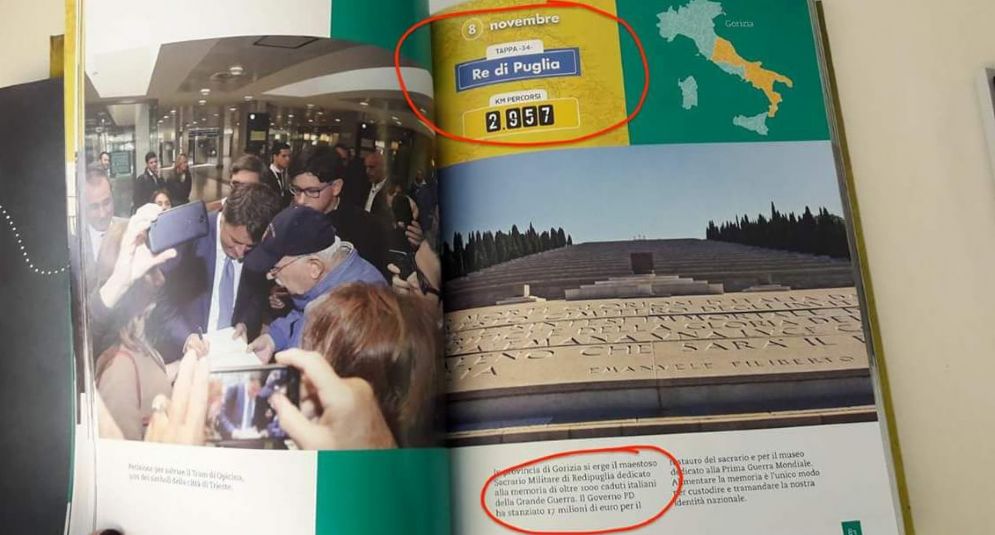 8 novembre
TAPPA -34-
Re di Puglia
KM PERCORSI
2.957
Gorizia
EMANUELE FILIBERTO
Petizione per salvare il Tram di Opicina,
uno dei simboli della città di Trieste.
In provincia di Gorizia si erge il maestoso
Sacrario Militare di Redipuglia dedicato
alla memoria di oltre 1000 caduti italiani
della Grande Guerra. Il Governo PD
ha stanziato 17 milioni di euro per il
restauro del sacrario e per il museo
dedicato alla Prima Guerra Mondiale.
Alimentare la memoria è l'unico modo
per custodire e tramandare la nostra
identità nazionale.
81